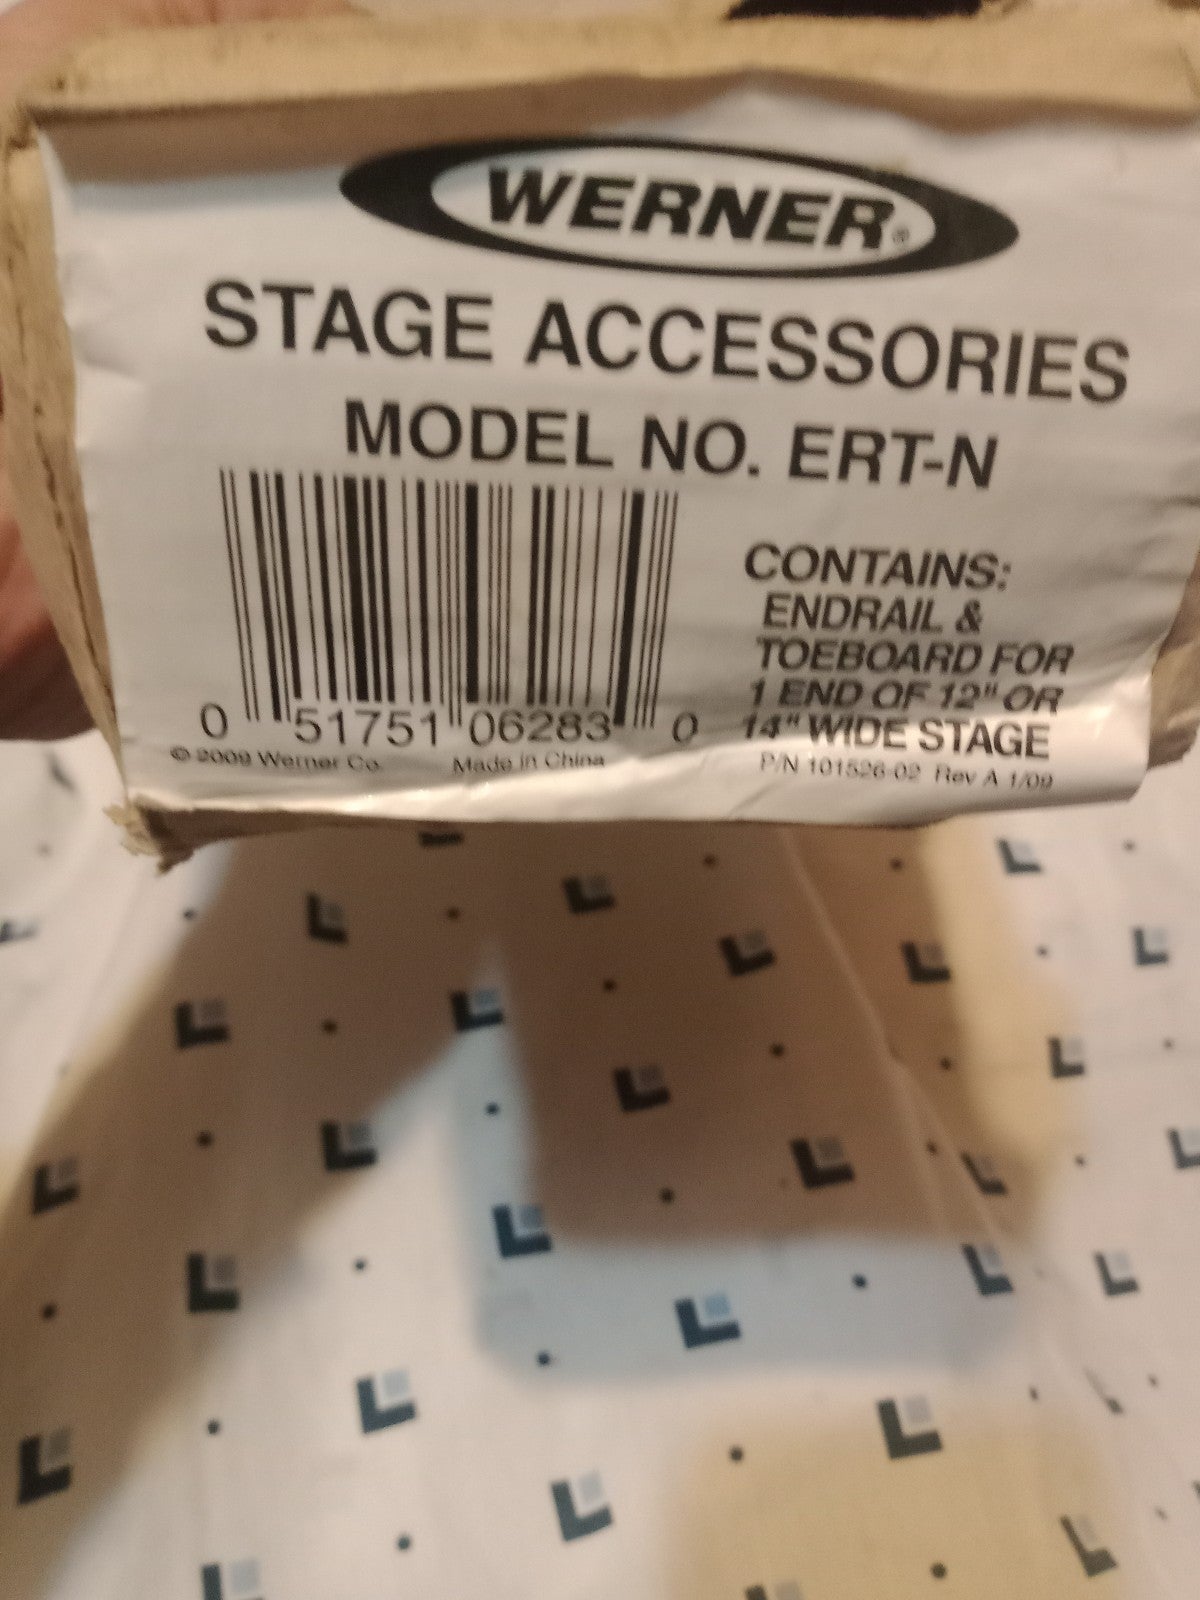 WERNER®
STAGE ACCESSORIES
MODEL NO. ERT-N
CONTAINS:
ENDRAIL &
TOEBOARD FOR
1 END OF 12" OR
14" WIDE STAGE
0 51751 06283 0
© 2009 Werner Co. Made in China
P/N 101526-02 Rev A 1/09